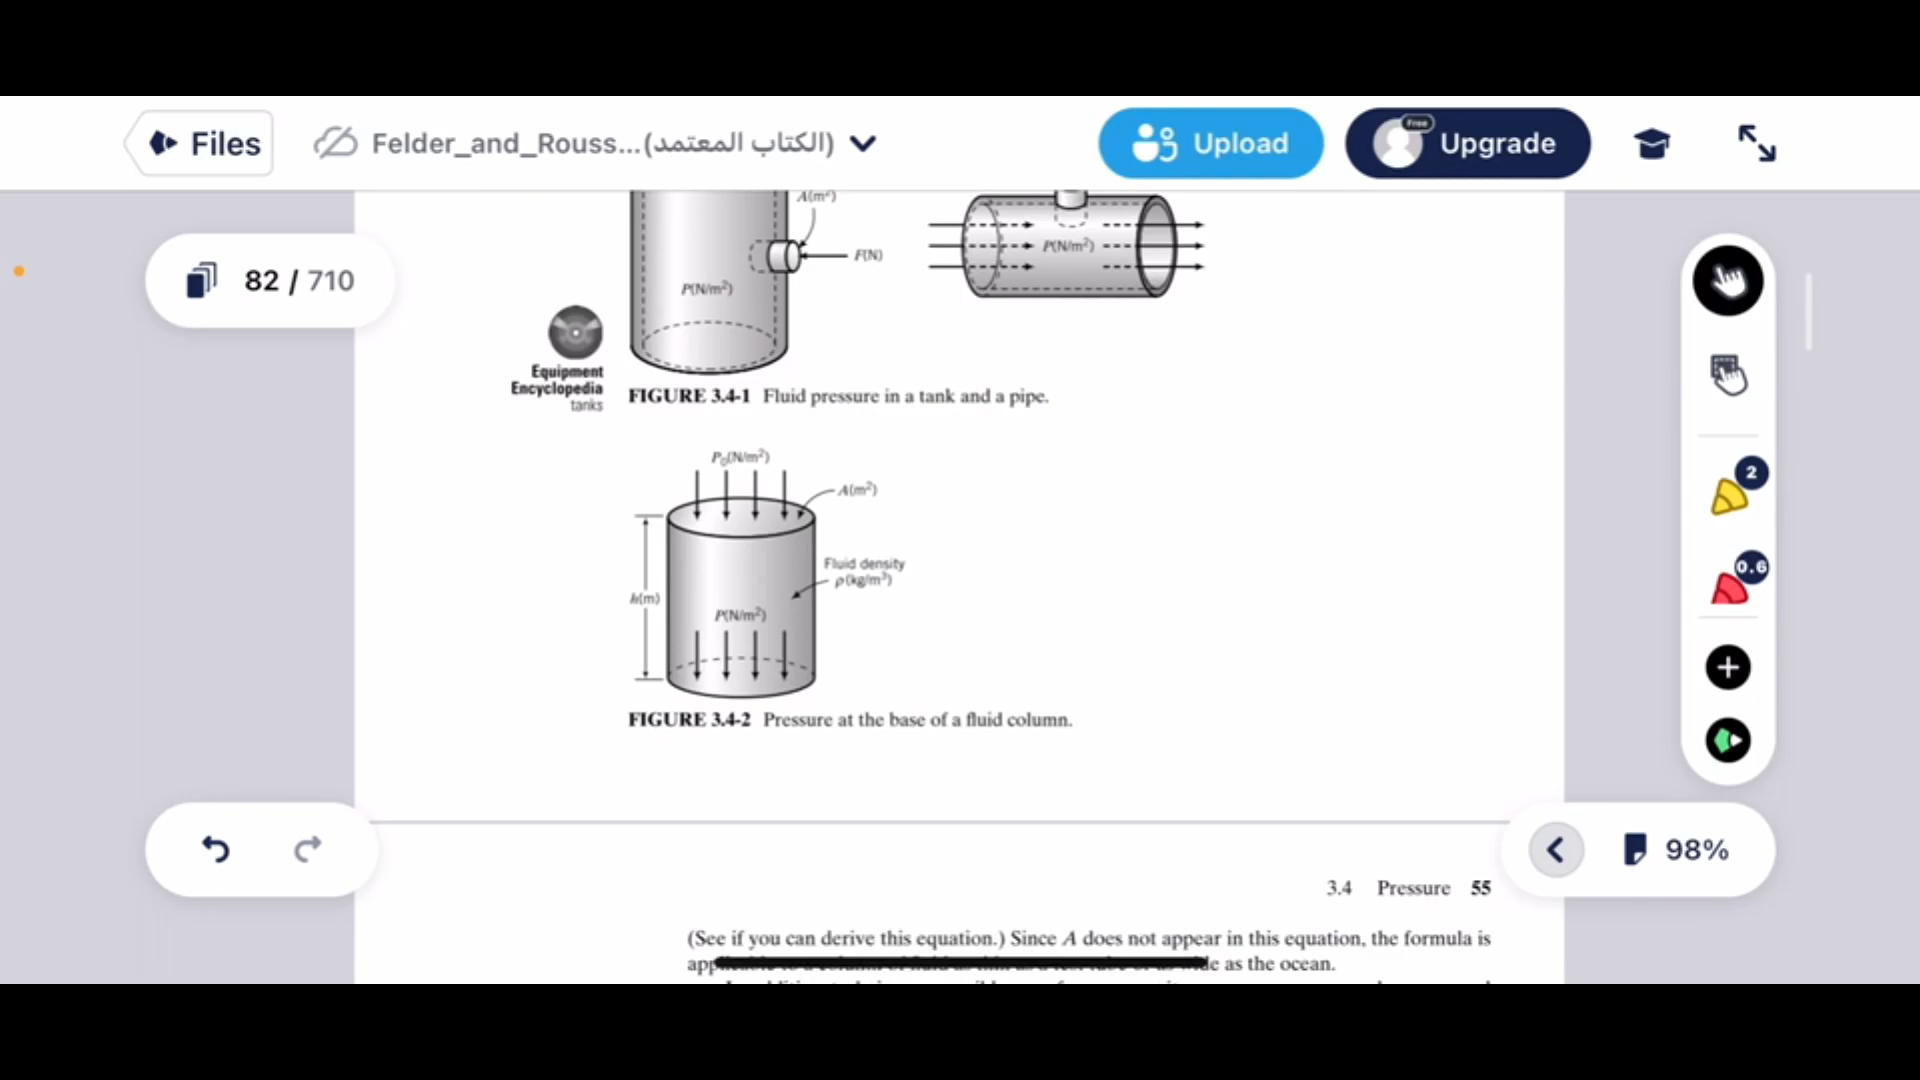 Files
Felder_and_Rouss...(الكتاب المعتمد)
Upload
Free
Upgrade
82 / 710
A(m²)
F(N)
P(N/m²)
P(N/m²)
Equipment
Encyclopedia
tanks
FIGURE 3.4-1 Fluid pressure in a tank and a pipe.
P₀(N/m²)
A(m²)
Fluid density
ρ(kg/m³)
h(m)
P(N/m²)
FIGURE 3.4-2 Pressure at the base of a fluid column.
2
0.6
98%
3.4 Pressure 55
(See if you can derive this equation.) Since A does not appear in this equation, the formula is
as the ocean.